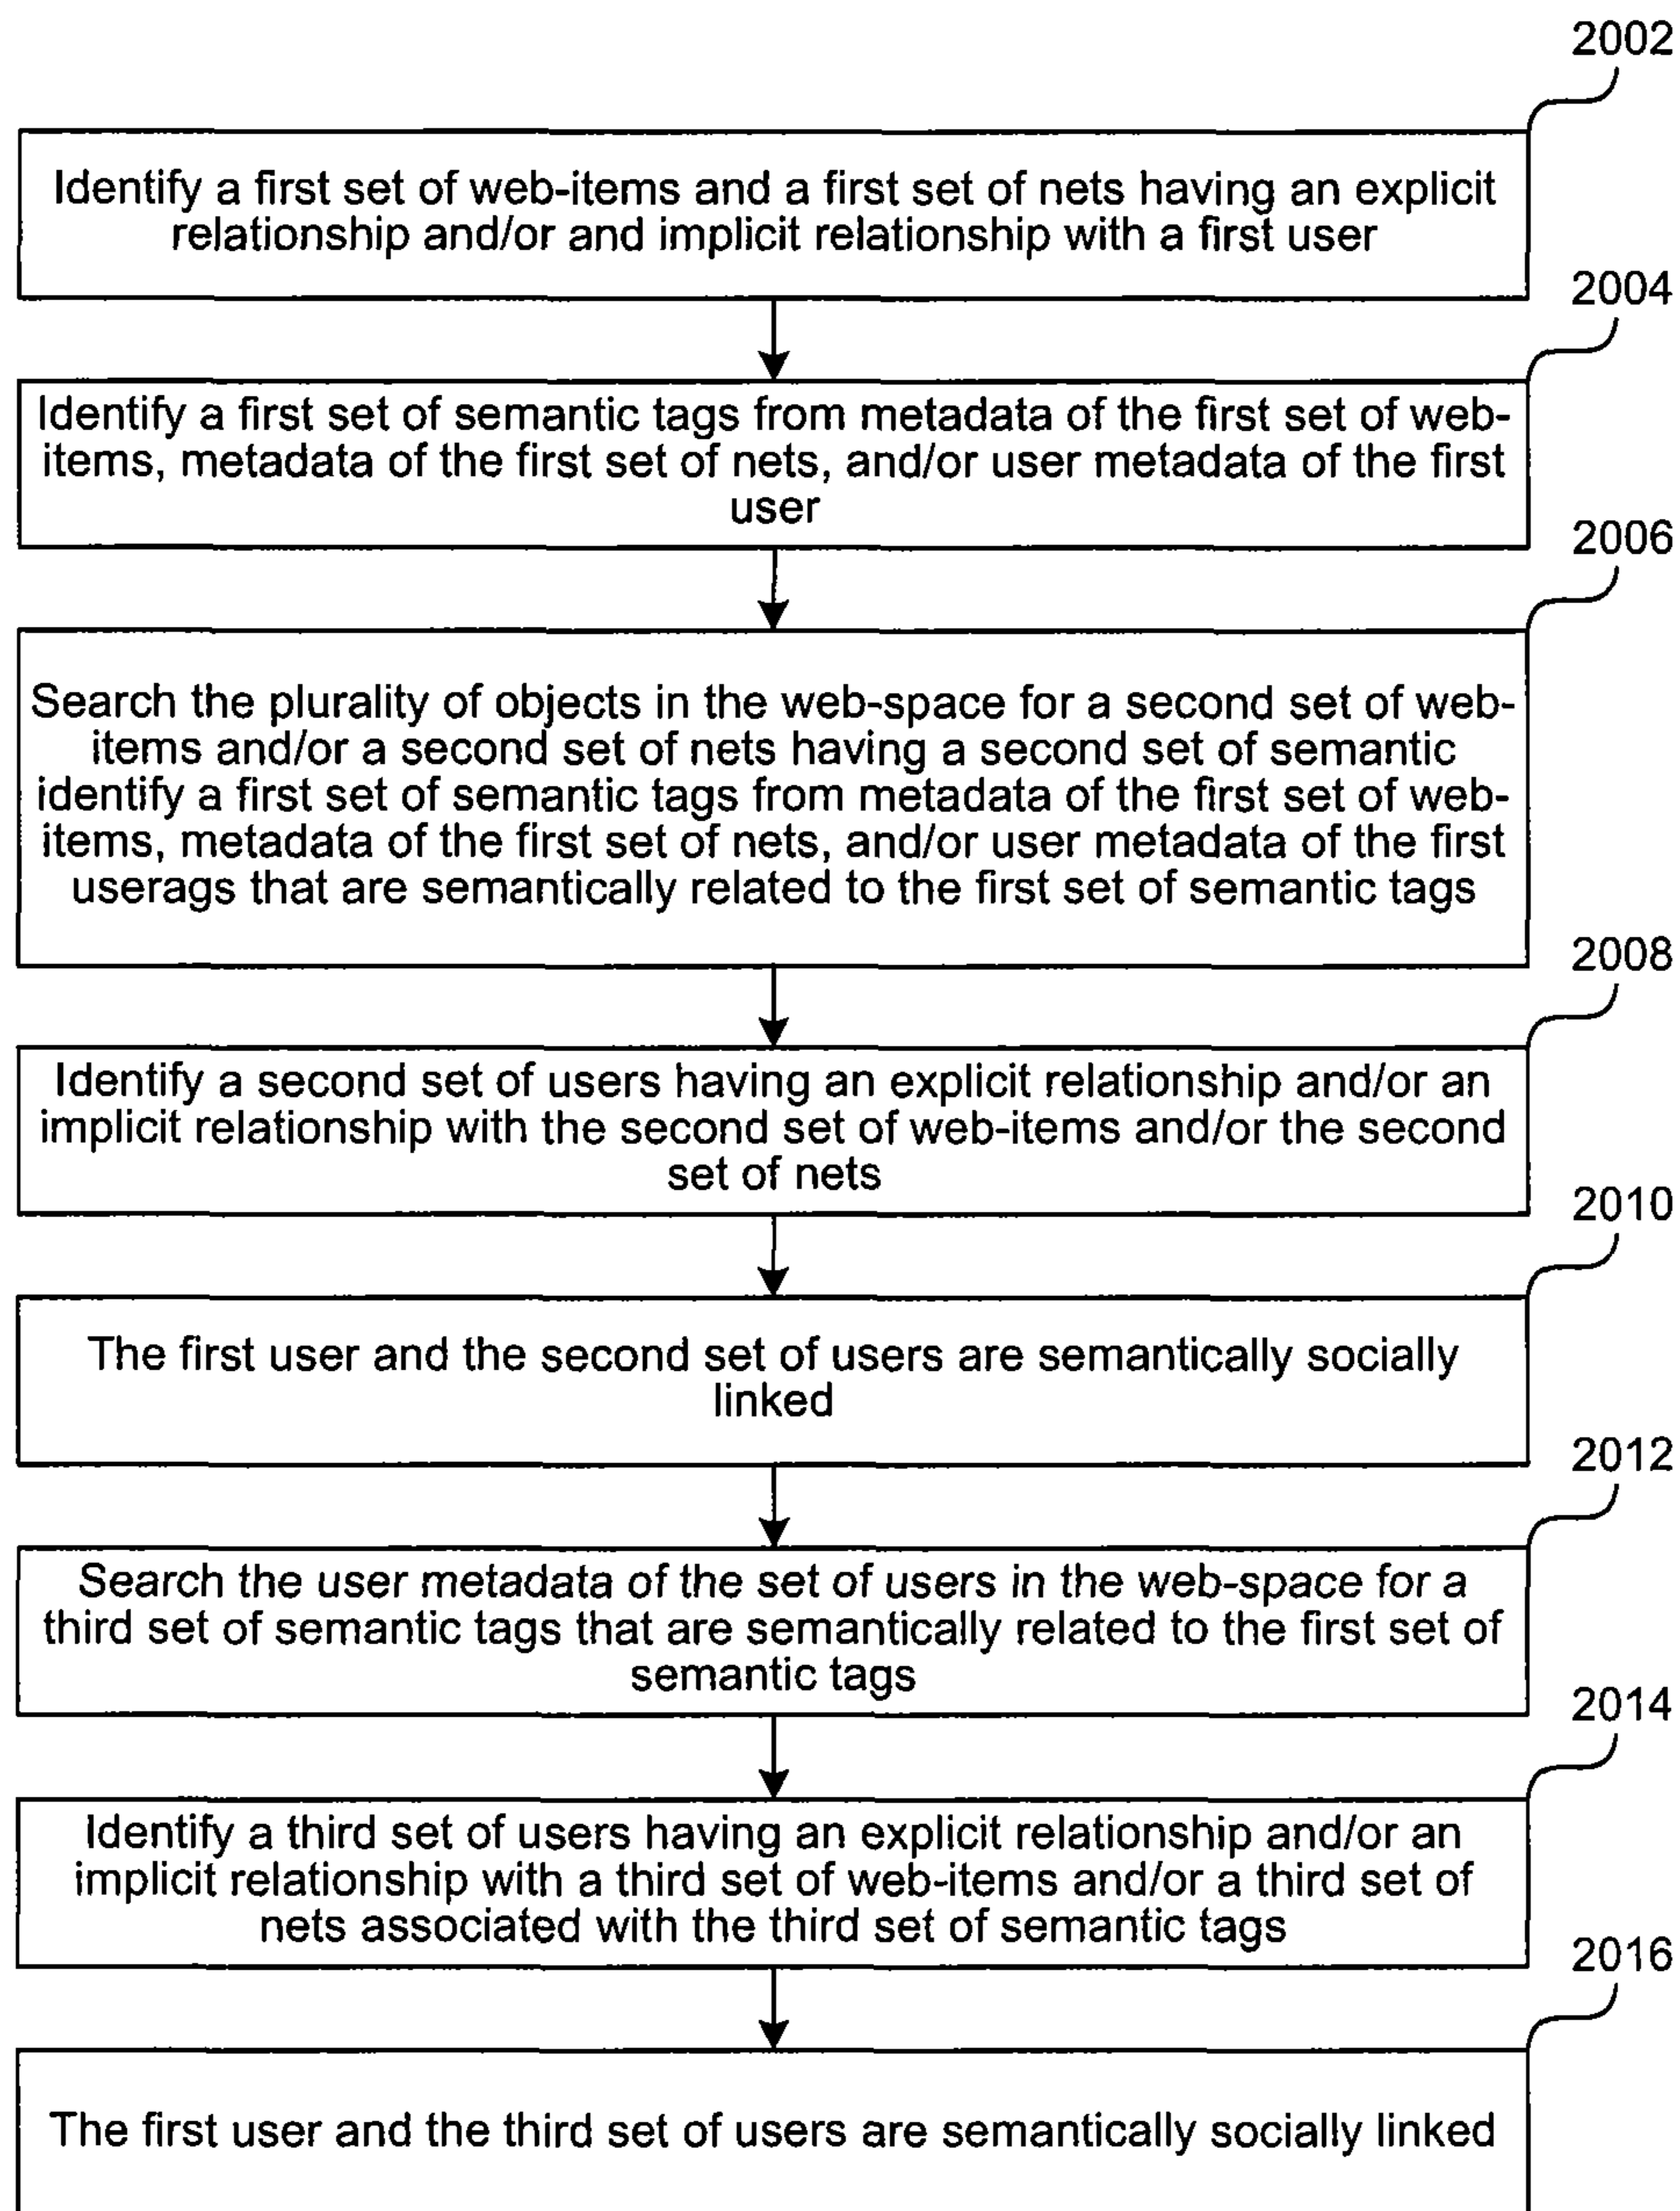 2002
Identify a first set of web-items and a first set of nets having an explicit
relationship and/or and implicit relationship with a first user
2004
Identify a first set of semantic tags from metadata of the first set of web-
items, metadata of the first set of nets, and/or user metadata of the first
user
2006
Search the plurality of objects in the web-space for a second set of web-
items and/or a second set of nets having a second set of semantic
identify a first set of semantic tags from metadata of the first set of web-
items, metadata of the first set of nets, and/or user metadata of the first
userags that are semantically related to the first set of semantic tags
2008
Identify a second set of users having an explicit relationship and/or an
implicit relationship with the second set of web-items and/or the second
set of nets
2010
The first user and the second set of users are semantically socially
linked
2012
Search the user metadata of the set of users in the web-space for a
third set of semantic tags that are semantically related to the first set of
semantic tags
2014
Identify a third set of users having an explicit relationship and/or an
implicit relationship with a third set of web-items and/or a third set of
nets associated with the third set of semantic tags
2016
The first user and the third set of users are semantically socially linked